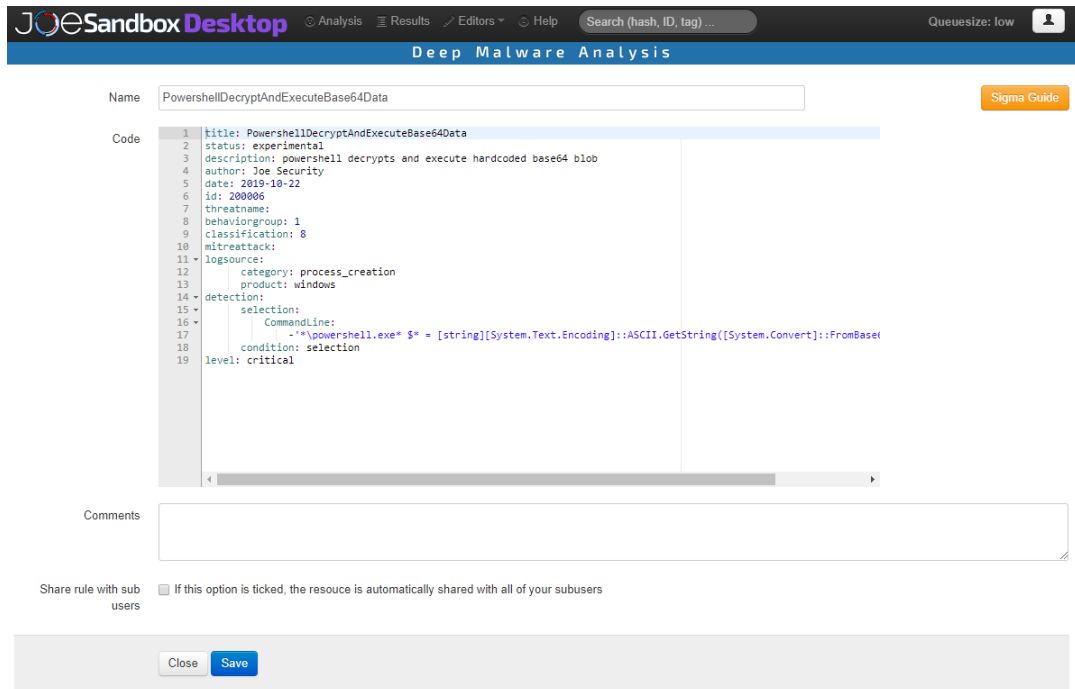 JOeSandbox Desktop Analysis Results Editors Help Search (hash, ID, tag) ... Queuesize: low
Deep Malware Analysis
Name PowershellDecryptAndExecuteBase64Data Sigma Guide
Code
1 title: PowershellDecryptAndExecuteBase64Data
2 status: experimental
3 description: powershell decrypts and execute hardcoded base64 blob
4 author: Joe Security
5 date: 2019-10-22
6 id: 200006
7 threatname:
8 behaviorgroup: 1
9 classification: 8
10 mitreattack:
11 logsource:
12 category: process_creation
13 product: windows
14 detection:
15 selection:
16 CommandLine:
17 -'*\powershell.exe* $* = [string][System.Text.Encoding]::ASCII.GetString([System.Convert]::FromBase6
18 condition: selection
19 level: critical
Comments
Share rule with sub users
If this option is ticked, the resouce is automatically shared with all of your subusers
Close Save